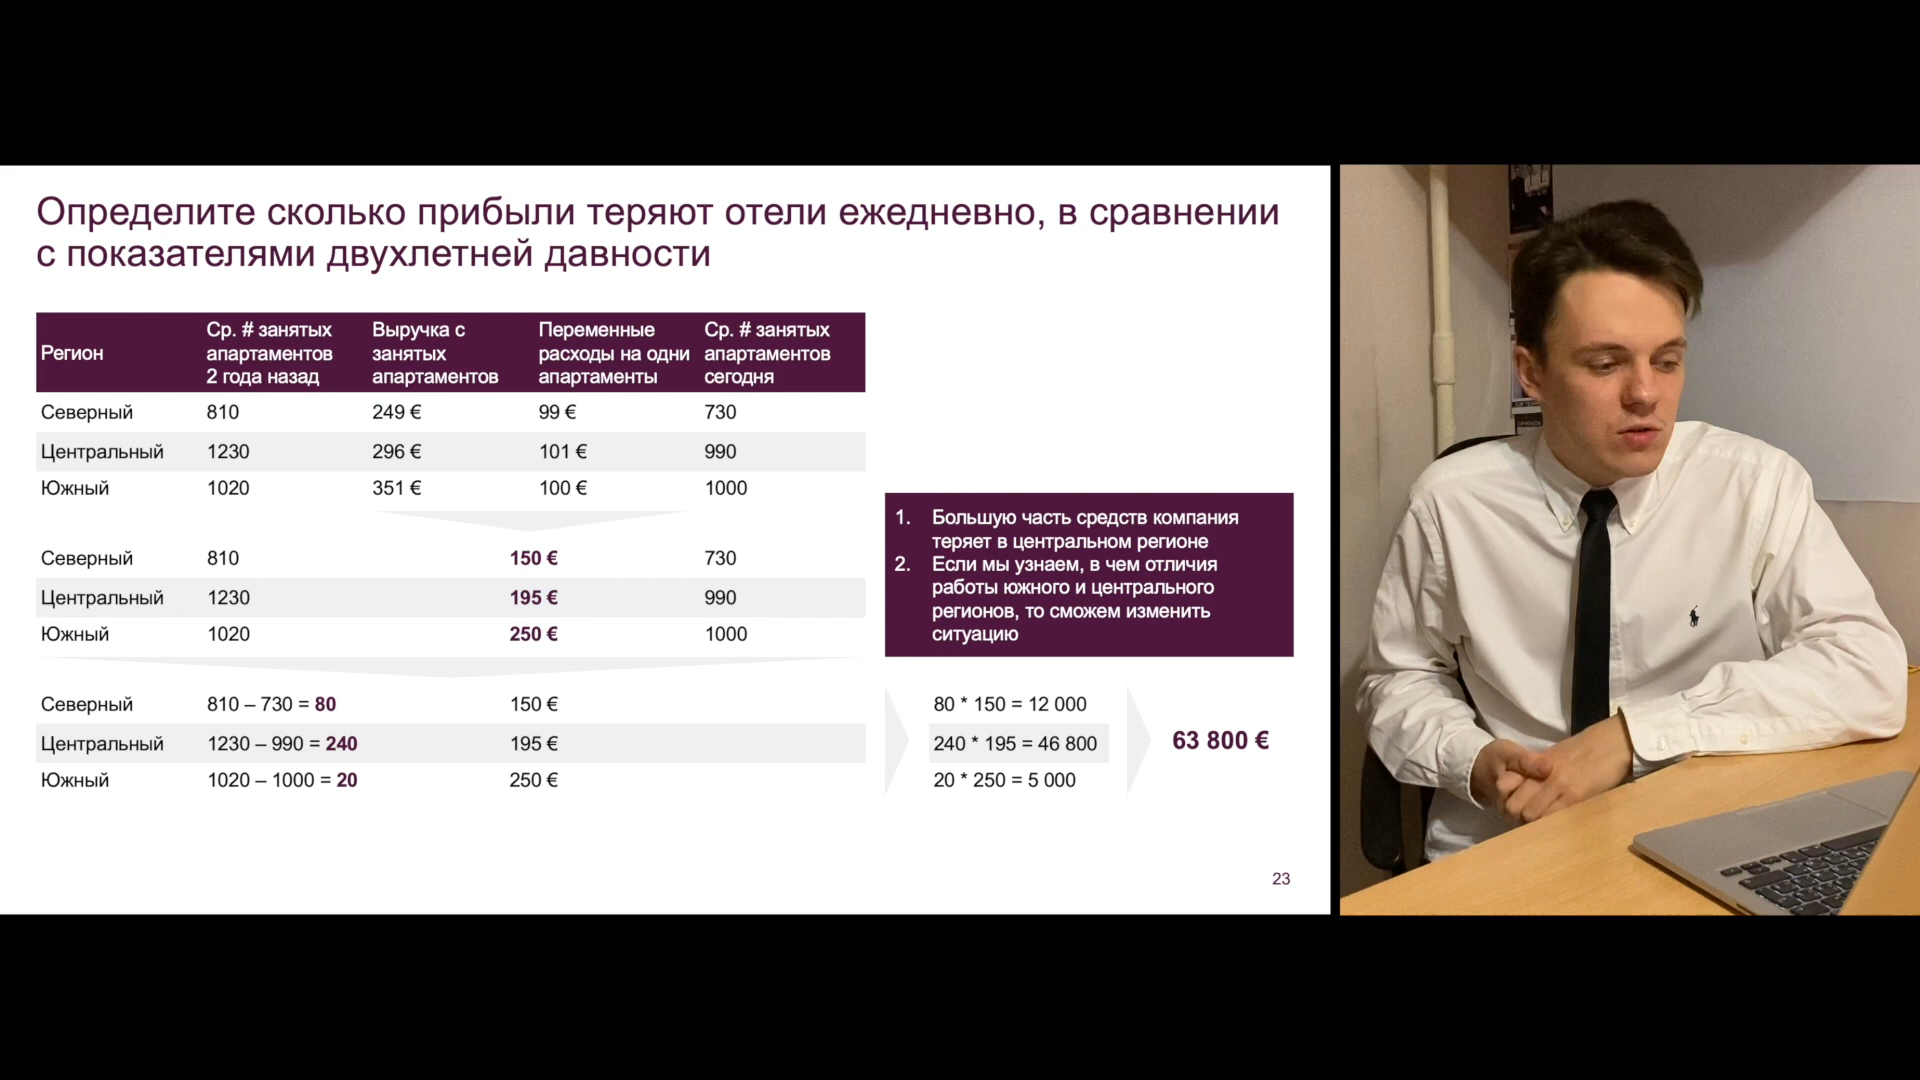 Определите сколько прибыли теряют отели ежедневно, в сравнении
с показателями двухлетней давности
Регион
Ср. # занятых
апартаментов
2 года назад
Выручка с
занятых
апартаментов
Переменные
расходы на одни
апартаменты
Ср. # занятых
апартаментов
сегодня
Северный 810 249 € 99 € 730
Центральный 1230 296 € 101 € 990
Южный 1020 351 € 100 € 1000
Северный 810 150 € 730
Центральный 1230 195 € 990
Южный 1020 250 € 1000
1. Большую часть средств компания
теряет в центральном регионе
2. Если мы узнаем, в чем отличия
работы южного и центрального
регионов, то сможем изменить
ситуацию
Северный 810 – 730 = 80 150 € 80 * 150 = 12 000
Центральный 1230 – 990 = 240 195 € 240 * 195 = 46 800
Южный 1020 – 1000 = 20 250 € 20 * 250 = 5 000
63 800 €
23